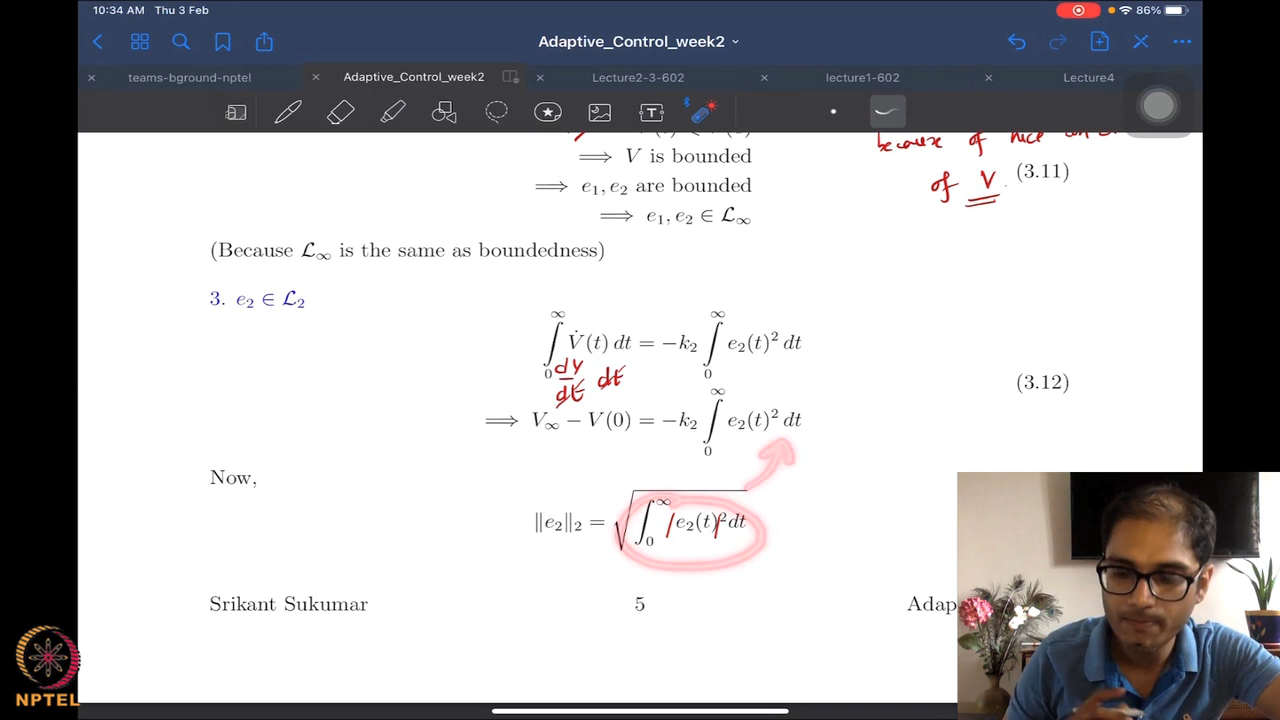 10:34 AM Thu 3 Feb 86%
Adaptive_Control_week2
teams-bground-nptel Adaptive_Control_week2 Lecture2-3-602 lecture1-602 Lecture4
because of nice
⟹ V is bounded
of V (3.11)
⟹ e₁, e₂ are bounded
⟹ e₁, e₂ ∈ ℒ∞
(Because ℒ∞ is the same as boundedness)
3. e₂ ∈ ℒ₂
∫₀^∞ V̇(t) dt = −k₂ ∫₀^∞ e₂(t)² dt
dV/dt dt
(3.12)
⟹ V∞ − V(0) = −k₂ ∫₀^∞ e₂(t)² dt
Now,
‖e₂‖₂ = √(∫₀^∞ |e₂(t)|² dt)
Srikant Sukumar 5 Adap
NPTEL